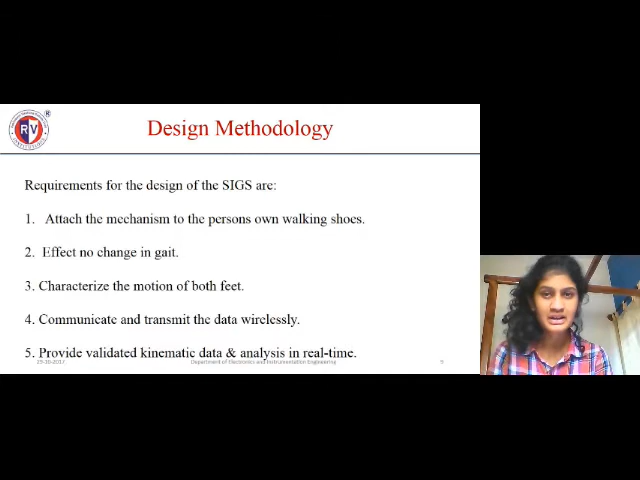 RV
Design Methodology
Requirements for the design of the SIGS are:
1. Attach the mechanism to the persons own walking shoes.
2. Effect no change in gait.
3. Characterize the motion of both feet.
4. Communicate and transmit the data wirelessly.
5. Provide validated kinematic data & analysis in real-time.
Department of Electronics and Instrumentation Engineering
9